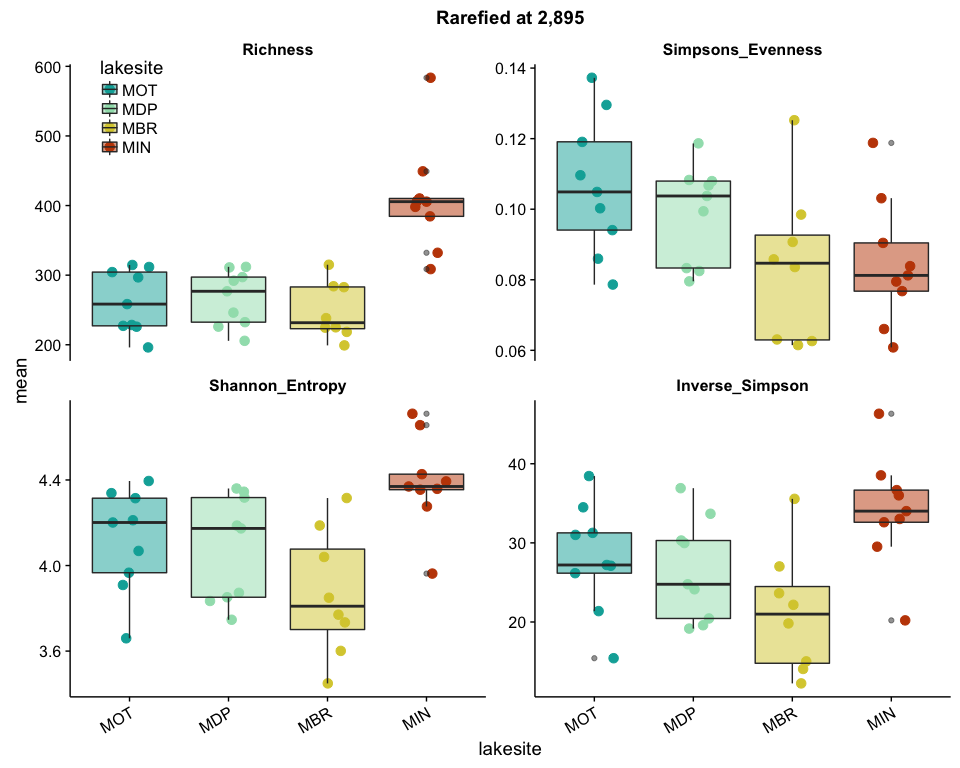 Rarefied at 2,895
Richness
Simpsons_Evenness
lakesite
MOT
MDP
MBR
MIN
600
500
400
300
200
0.14
0.12
0.10
0.08
0.06
mean
Shannon_Entropy
Inverse_Simpson
4.4
4.0
3.6
40
30
20
MOT MDP MBR MIN
MOT MDP MBR MIN
lakesite